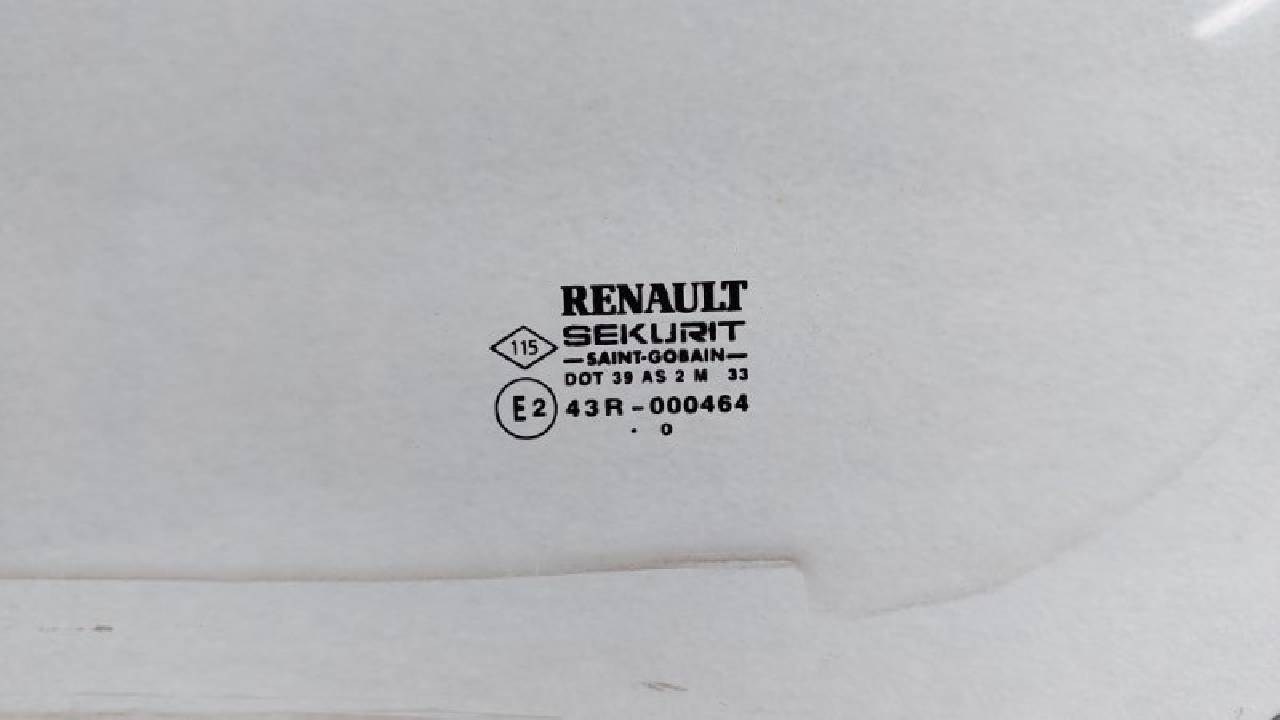 RENAULT
115 SEKURIT
SAINT-GOBAIN
DOT 39 AS 2 M 33
E2 43R-000464
. 0